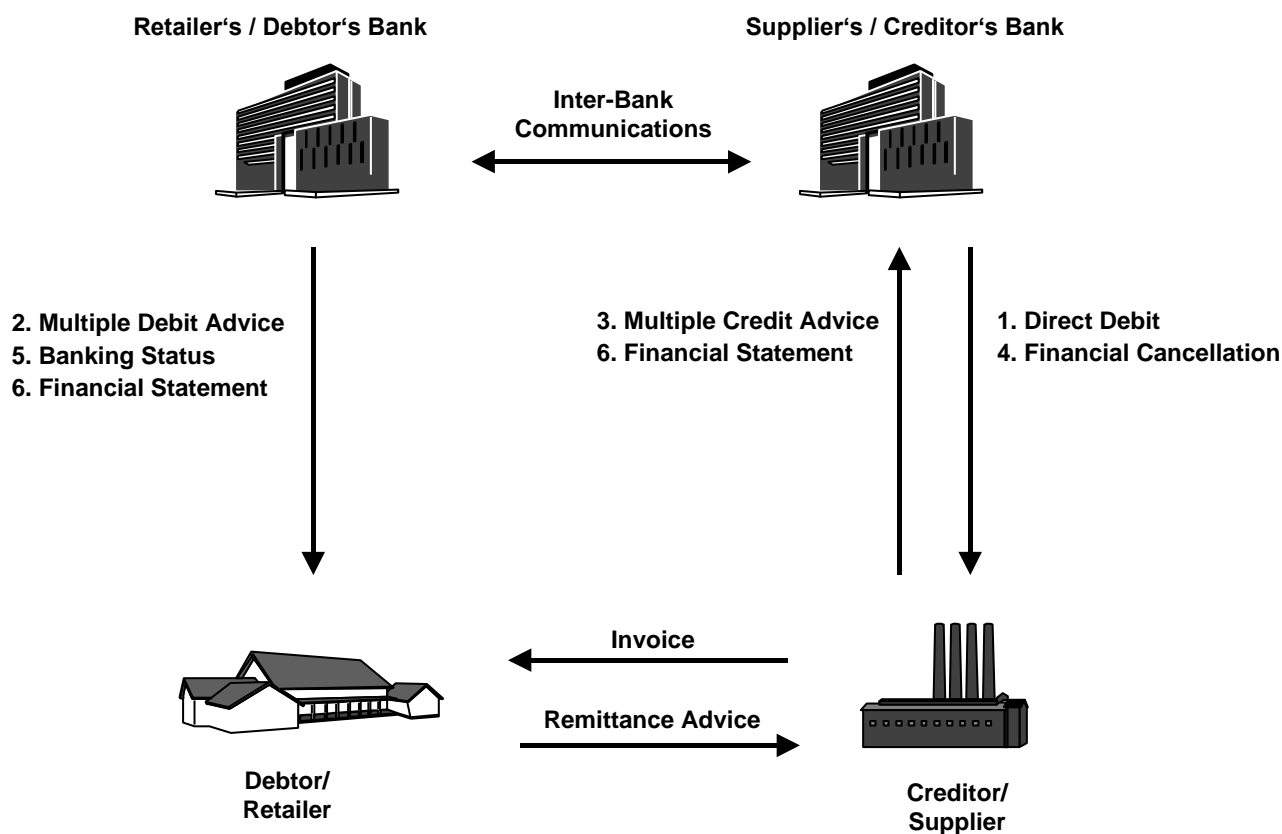 Retailer‘s / Debtor‘s Bank
Supplier‘s / Creditor‘s Bank
Inter-Bank
Communications
2. Multiple Debit Advice
5. Banking Status
6. Financial Statement
3. Multiple Credit Advice
6. Financial Statement
1. Direct Debit
4. Financial Cancellation
Invoice
Remittance Advice
Debtor/
Retailer
Creditor/
Supplier